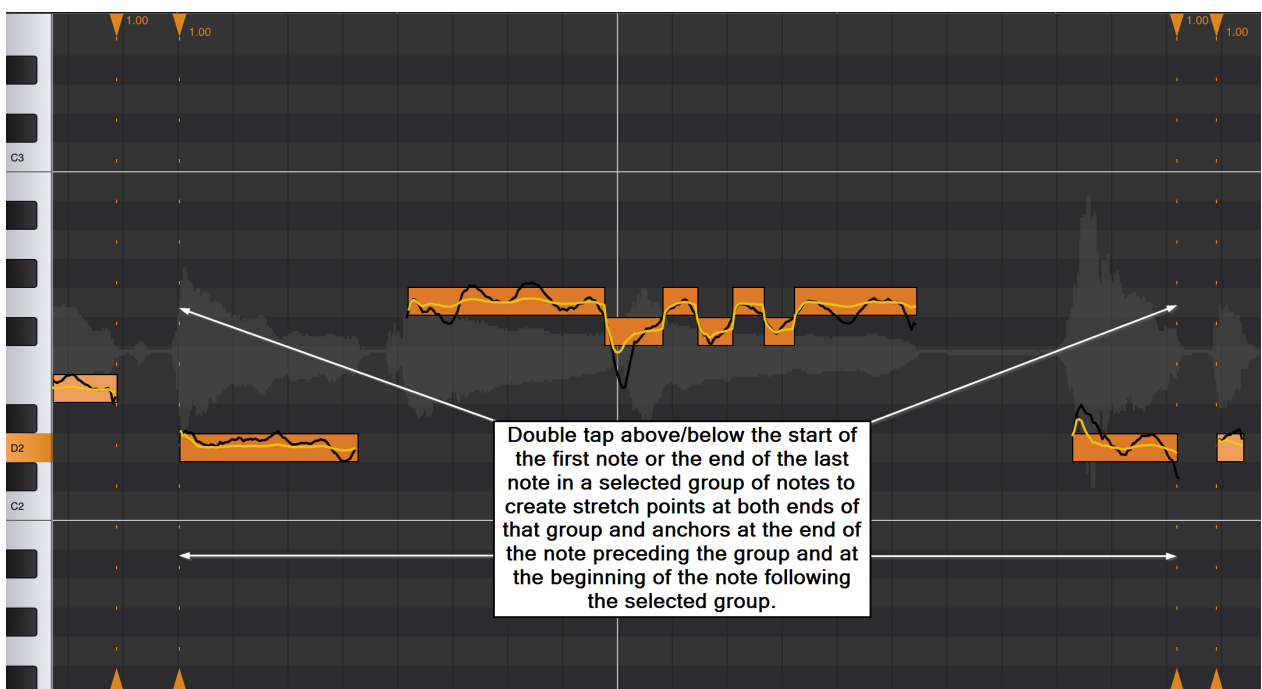 1.00
1.00
1.00
1.00
C3
D2
C2
Double tap above/below the start of
the first note or the end of the last
note in a selected group of notes to
create stretch points at both ends of
that group and anchors at the end of
the note preceding the group and at
the beginning of the note following
the selected group.